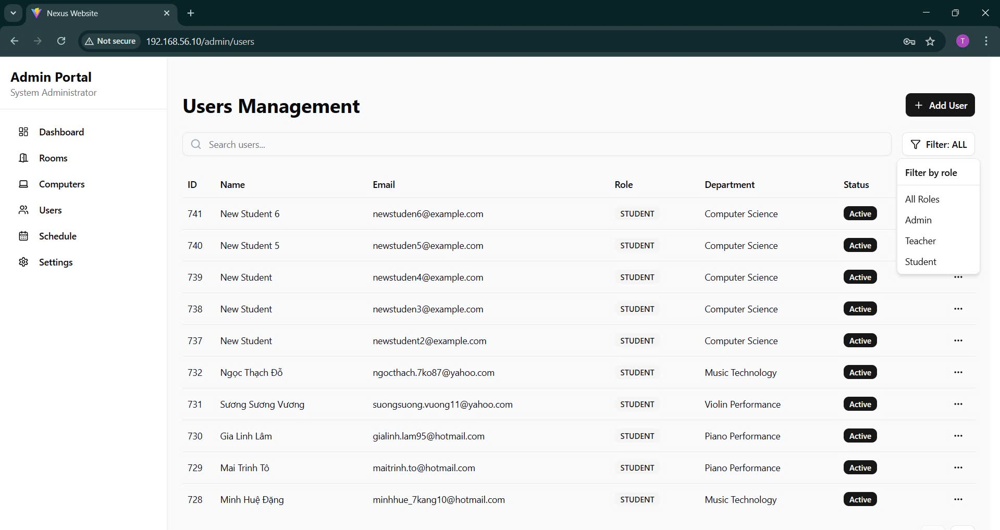 Nexus Website
Not secure 192.168.56.10/admin/users T
Admin Portal
System Administrator
Dashboard
Rooms
Computers
Users
Schedule
Settings
Users Management
Add User
Search users...
Filter: ALL
Filter by role
All Roles
Admin
Teacher
Student
ID Name Email Role Department Status
741 New Student 6 newstuden6@example.com STUDENT Computer Science Active
740 New Student 5 newstuden5@example.com STUDENT Computer Science Active
739 New Student newstuden4@example.com STUDENT Computer Science Active ...
738 New Student newstuden3@example.com STUDENT Computer Science Active ...
737 New Student newstudent2@example.com STUDENT Computer Science Active ...
732 Ngọc Thạch Đỗ ngocthach.7ko87@yahoo.com STUDENT Music Technology Active ...
731 Sương Sương Vương suongsuong.vuong11@yahoo.com STUDENT Violin Performance Active ...
730 Gia Linh Lâm gialinh.lam95@hotmail.com STUDENT Piano Performance Active ...
729 Mai Trinh Tô maitrinh.to@hotmail.com STUDENT Piano Performance Active ...
728 Minh Huệ Đặng minhhue_7kang10@hotmail.com STUDENT Music Technology Active ...